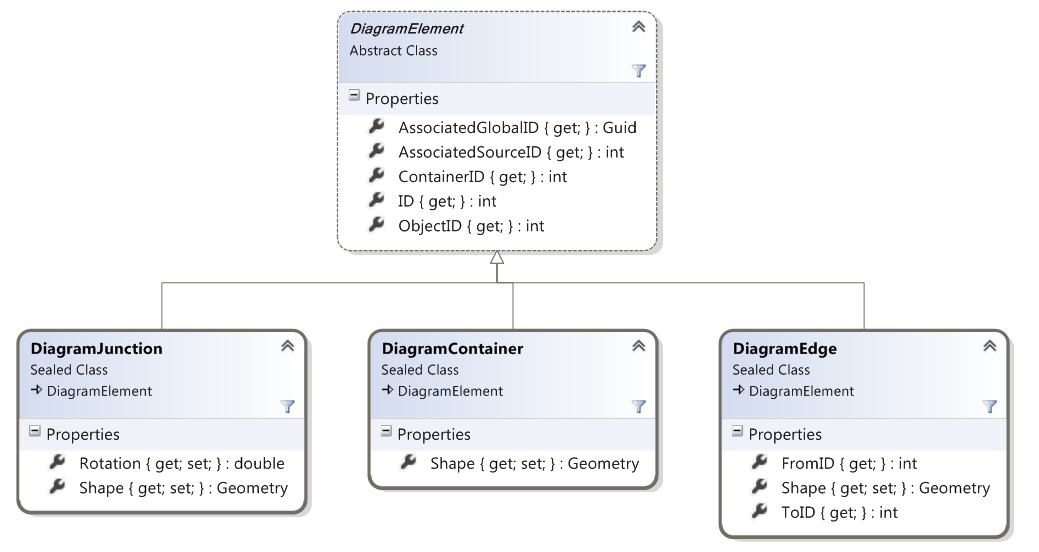 DiagramElement
Abstract Class
Properties
AssociatedGlobalID { get; } : Guid
AssociatedSourceID { get; } : int
ContainerID { get; } : int
ID { get; } : int
ObjectID { get; } : int
DiagramJunction
Sealed Class
DiagramElement
Properties
Rotation { get; set; } : double
Shape { get; set; } : Geometry
DiagramContainer
Sealed Class
DiagramElement
Properties
Shape { get; set; } : Geometry
DiagramEdge
Sealed Class
DiagramElement
Properties
FromID { get; } : int
Shape { get; set; } : Geometry
ToID { get; } : int